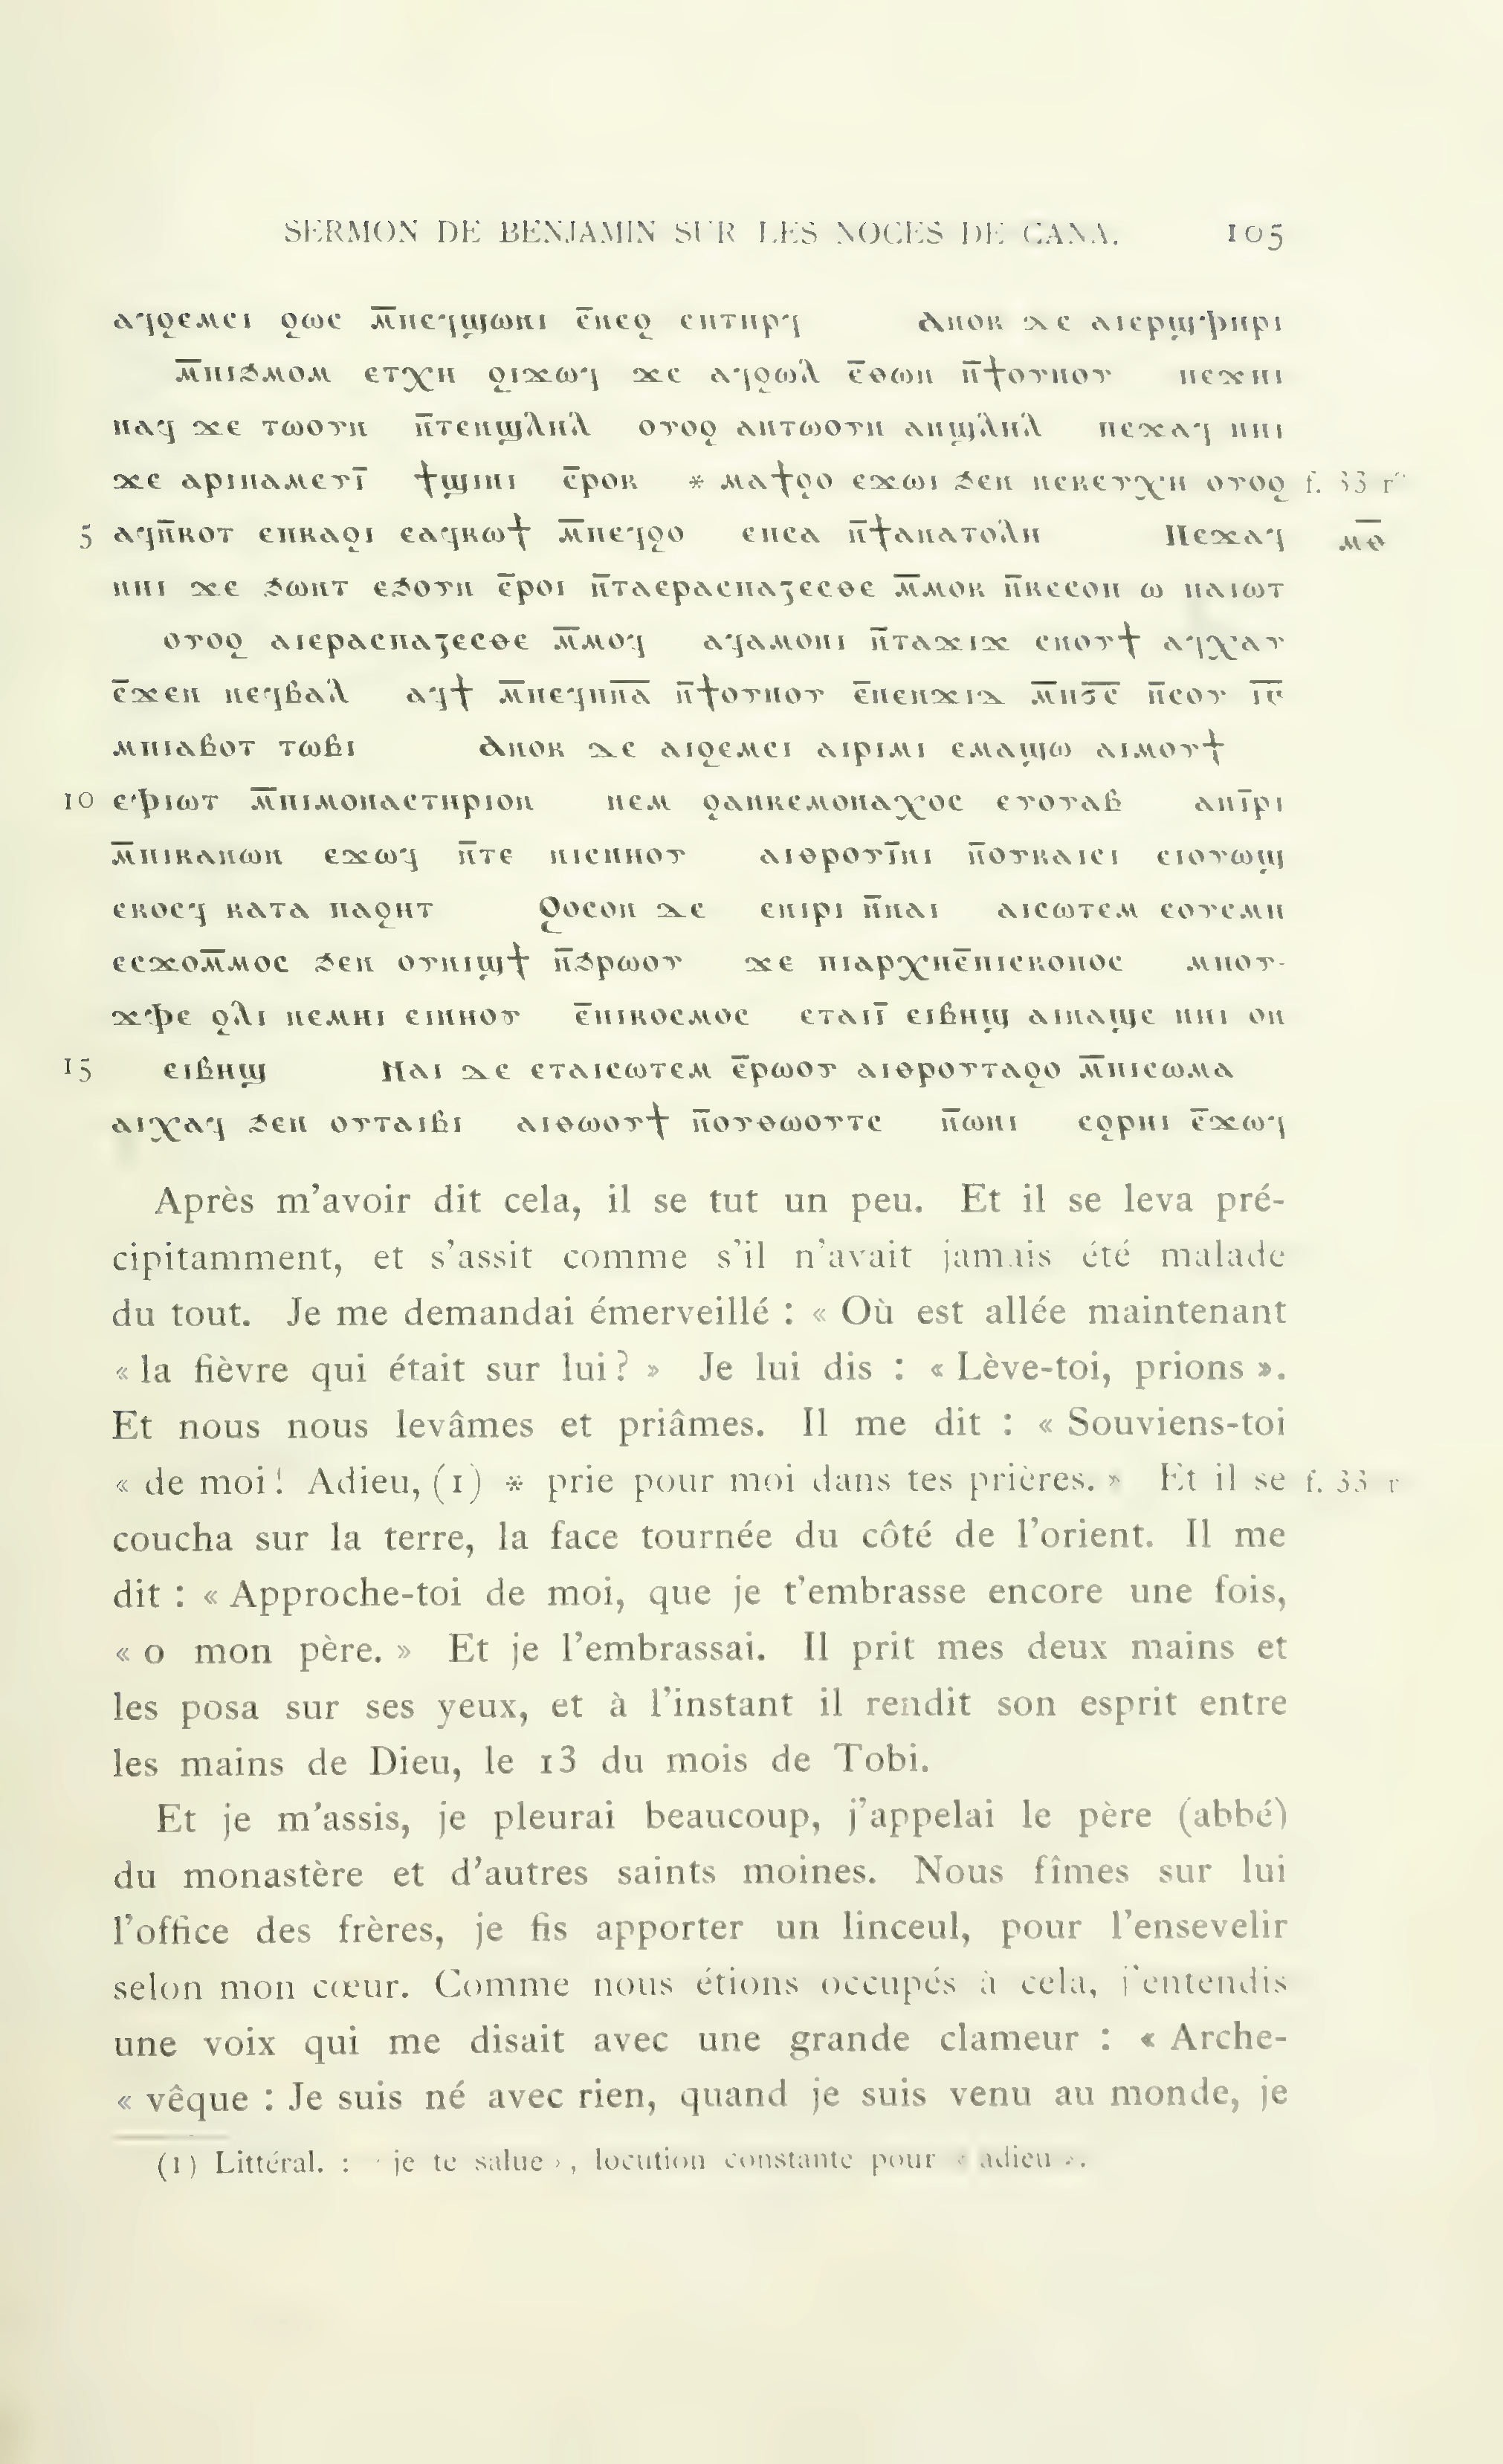 SERMON DE BENJAMIN SUR LES NOCES DE CANA. 105
ⲁϥϩⲉⲙⲥⲓ ϩⲱⲥ ⲙ̅ⲡⲉϥϣⲱⲛⲓ ⲉ̅ⲛⲉϩ ⲉⲡⲧⲏⲣϥ Ⲁⲛⲟⲕ ⲇⲉ ⲁⲓⲉⲣϣⲫⲏⲣⲓ
ⲙ̅ⲡⲓϧⲙⲟⲙ ⲉⲧⲭⲏ ϩⲓϫⲱϥ ϫⲉ ⲁϥϩⲱⲗ ⲉ̅ⲑⲱⲛ ⲛ̅ϯⲟⲩⲛⲟⲩ ⲡⲉϫⲏⲓ
ⲛⲁϥ ϫⲉ ⲧⲱⲟⲩⲛ ⲛ̅ⲧⲉⲛϣⲗⲏⲗ ⲟⲩⲟϩ ⲁⲛⲧⲱⲟⲩⲛ ⲁⲛϣⲗⲏⲗ ⲡⲉϫⲁϥ ⲛⲏⲓ
ϫⲉ ⲁⲣⲓⲡⲁⲙⲉⲩⲓ̅ ϯϣⲓⲛⲓ ⲉ̅ⲣⲟⲕ * ⲙⲁϯϩⲟ ⲉϫⲱⲓ ϧⲉⲛ ⲛⲉⲕⲉⲩⲭⲏ ⲟⲩⲟϩ f. 33 rº
5 ⲁϥⲛ̅ⲕⲟⲧ ⲉⲡⲕⲁϩⲓ ⲉⲁϥⲕⲱϯ ⲙ̅ⲡⲉϥϩⲟ ⲉⲡⲥⲁ ⲛ̅ϯⲁⲛⲁⲧⲟⲗⲏ Ⲡⲉϫⲁϥ ⲙ̅ⲑ̅
ⲛⲏⲓ ϫⲉ ϧⲱⲛⲧ ⲉϧⲟⲩⲛ ⲉ̅ⲣⲟⲓ ⲛ̅ⲧⲁⲉⲣⲁⲥⲡⲁⲍⲉⲥⲑⲉ ⲙ̅ⲙⲟⲕ ⲛ̅ⲕⲉⲥⲟⲡ ⲱ ⲡⲁⲓⲱⲧ
ⲟⲩⲟϩ ⲁⲓⲉⲣⲁⲥⲡⲁⲍⲉⲥⲑⲉ ⲙ̅ⲙⲟϥ ⲁϥⲁⲙⲟⲛⲓ ⲛ̅ⲧⲁϫⲓϫ ⲥⲛⲟⲩϯ ⲁϥⲭⲁⲩ
ⲉ̅ϫⲉⲛ ⲛⲉϥⲃⲁⲗ ⲁϥϯ ⲙ̅ⲡⲉϥⲡ̅ⲛ̅ⲁ̅ ⲛ̅ϯⲟⲩⲛⲟⲩ ⲉ̅ⲛⲉⲛϫⲓϫ ⲙ̅ⲡϭ̅ⲥ̅ ⲛ̅ⲥⲟⲩ ⲓ̅ⲅ̅
ⲙⲡⲓⲁⲃⲟⲧ ⲧⲱⲃⲓ Ⲁⲛⲟⲕ ⲇⲉ ⲁⲓϩⲉⲙⲥⲓ ⲁⲓⲣⲓⲙⲓ ⲉⲙⲁϣⲱ ⲁⲓⲙⲟⲩϯ
10 ⲉⲫⲓⲱⲧ ⲙ̅ⲡⲓⲙⲟⲛⲁⲥⲧⲏⲣⲓⲟⲛ ⲛⲉⲙ ϩⲁⲛⲕⲉⲙⲟⲛⲁⲭⲟⲥ ⲉⲩⲟⲩⲁⲃ ⲁⲛⲓ̅ⲣⲓ
ⲙ̅ⲡⲓⲕⲁⲛⲱⲛ ⲉϫⲱϥ ⲛ̅ⲧⲉ ⲛⲓⲥⲛⲏⲟⲩ ⲁⲓⲑⲣⲟⲩⲓ̅ⲛⲓ ⲛ̅ⲟⲩⲕⲁⲓⲥⲓ ⲉⲓⲟⲩⲱϣ
ⲉⲕⲟⲥϥ ⲕⲁⲧⲁ ⲡⲁϩⲏⲧ Ϩⲟⲥⲟⲛ ⲇⲉ ⲉⲛⲓⲣⲓ ⲛ̅ⲛⲁⲓ ⲁⲓⲥⲱⲧⲉⲙ ⲉⲟⲩⲥⲙⲏ
ⲉⲥϫⲟⲙ̅ⲙⲟⲥ ϧⲉⲛ ⲟⲩⲛⲓϣϯ ⲛ̅ϧⲣⲱⲟⲩ ϫⲉ ⲡⲓⲁⲣⲭⲏⲉ̅ⲡⲓⲥⲕⲟⲡⲟⲥ ⲙⲡⲟⲩ-
ϫⲫⲉ ϩⲗⲓ ⲛⲉⲙⲏⲓ ⲉⲓⲛⲏⲟⲩ ⲉ̅ⲡⲓⲕⲟⲥⲙⲟⲥ ⲉⲧⲁⲓⲓ̅ ⲉⲓⲃⲏϣ ⲁⲓⲛⲁϣⲉ ⲛⲏⲓ ⲟⲛ
15 ⲉⲓⲃⲏϣ Ⲛⲁⲓ ⲇⲉ ⲉⲧⲁⲓⲥⲱⲧⲉⲙ ⲉ̅ⲣⲱⲟⲩ ⲁⲓⲑⲣⲟⲩⲧⲁϩⲟ ⲙ̅ⲡⲓⲥⲱⲙⲁ
ⲁⲓⲭⲁϥ ϧⲉⲛ ⲟⲩⲧⲁⲓⲃⲓ ⲁⲓⲑⲱⲟⲩϯ ⲛ̅ⲟⲩⲑⲱⲟⲩⲧⲥ ⲛ̅ⲱⲛⲓ ⲉϩⲣⲏⲓ ⲉ̅ϫⲱϥ
Après m'avoir dit cela, il se tut un peu. Et il se leva pré-
cipitamment, et s'assit comme s'il n'avait jamais été malade
du tout. Je me demandai émerveillé : « Où est allée maintenant
« la fièvre qui était sur lui? » Je lui dis : « Lève-toi, prions ».
Et nous nous levâmes et priâmes. Il me dit : « Souviens-toi
« de moi! Adieu, (1) * prie pour moi dans tes prières. » Et il se f. 33 r
coucha sur la terre, la face tournée du côté de l'orient. Il me
dit : « Approche-toi de moi, que je t'embrasse encore une fois,
« o mon père. » Et je l'embrassai. Il prit mes deux mains et
les posa sur ses yeux, et à l'instant il rendit son esprit entre
les mains de Dieu, le 13 du mois de Tobi.
Et je m'assis, je pleurai beaucoup, j'appelai le père (abbé)
du monastère et d'autres saints moines. Nous fîmes sur lui
l'office des frères, je fis apporter un linceul, pour l'ensevelir
selon mon cœur. Comme nous étions occupés à cela, j'entendis
une voix qui me disait avec une grande clameur : « Arche-
« vêque : Je suis né avec rien, quand je suis venu au monde, je
(1) Littéral. : « je te salue », locution constante pour « adieu ».